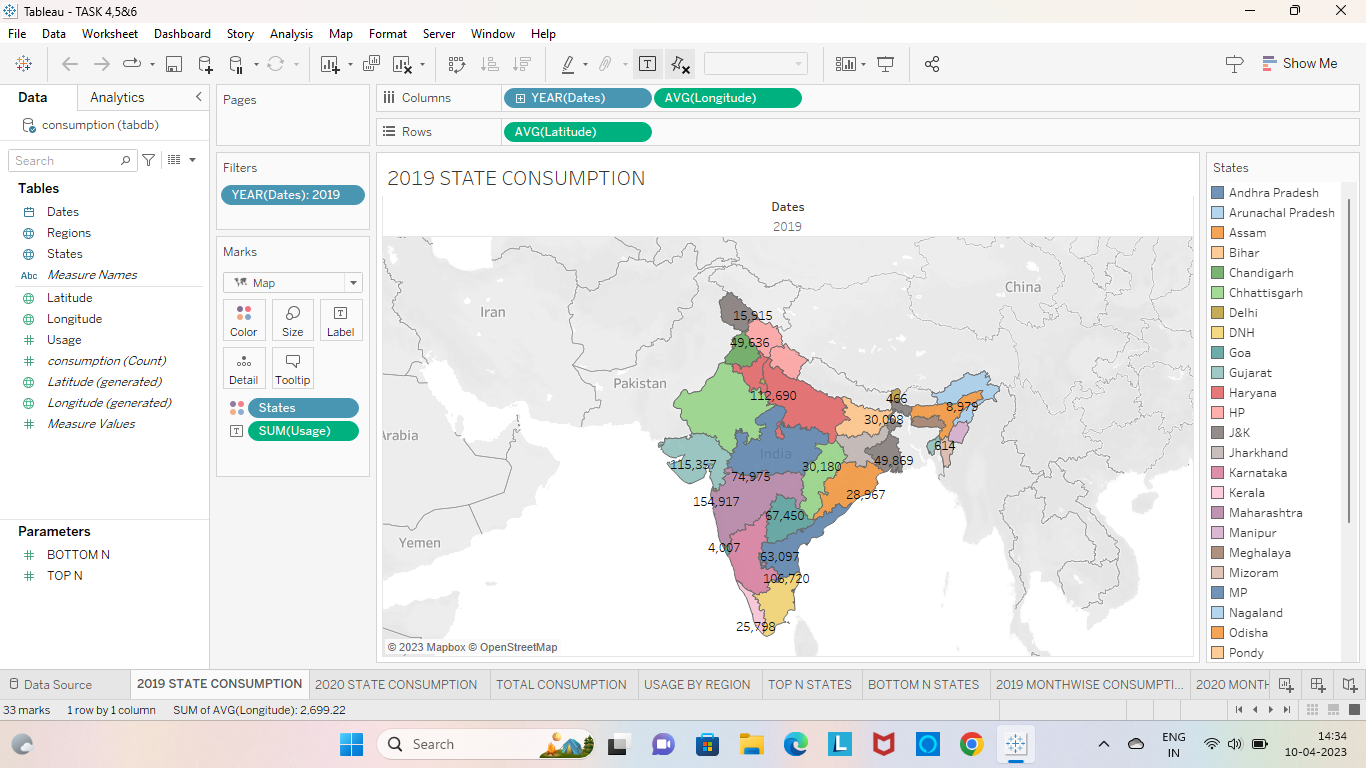 Tableau - TASK 4,5&6
File Data Worksheet Dashboard Story Analysis Map Format Server Window Help
Show Me
Data Analytics
consumption (tabdb)
Search
Tables
Dates
Regions
States
Abc Measure Names
Latitude
Longitude
Usage
consumption (Count)
Latitude (generated)
Longitude (generated)
Measure Values
Parameters
BOTTOM N
TOP N
Pages
Filters
YEAR(Dates): 2019
Marks
Map
Color Size Label
Detail Tooltip
States
SUM(Usage)
Columns YEAR(Dates) AVG(Longitude)
Rows AVG(Latitude)
2019 STATE CONSUMPTION
Dates
2019
China
Iran
15,915
49,636
Pakistan
112,690
466
8,979
30,008
arabia
614
India
49,869
115,357
30,180
74,975
28,967
154,917
67,450
Yemen
4,007
63,097
106,720
25,798
© 2023 Mapbox © OpenStreetMap
States
Andhra Pradesh
Arunachal Pradesh
Assam
Bihar
Chandigarh
Chhattisgarh
Delhi
DNH
Goa
Gujarat
Haryana
HP
J&K
Jharkhand
Karnataka
Kerala
Maharashtra
Manipur
Meghalaya
Mizoram
MP
Nagaland
Odisha
Pondy
Data Source 2019 STATE CONSUMPTION 2020 STATE CONSUMPTION TOTAL CONSUMPTION USAGE BY REGION TOP N STATES BOTTOM N STATES 2019 MONTHWISE CONSUMPTI... 2020 MONTH
33 marks 1 row by 1 column SUM of AVG(Longitude): 2,699.22
Search
ENG
IN
14:34
10-04-2023